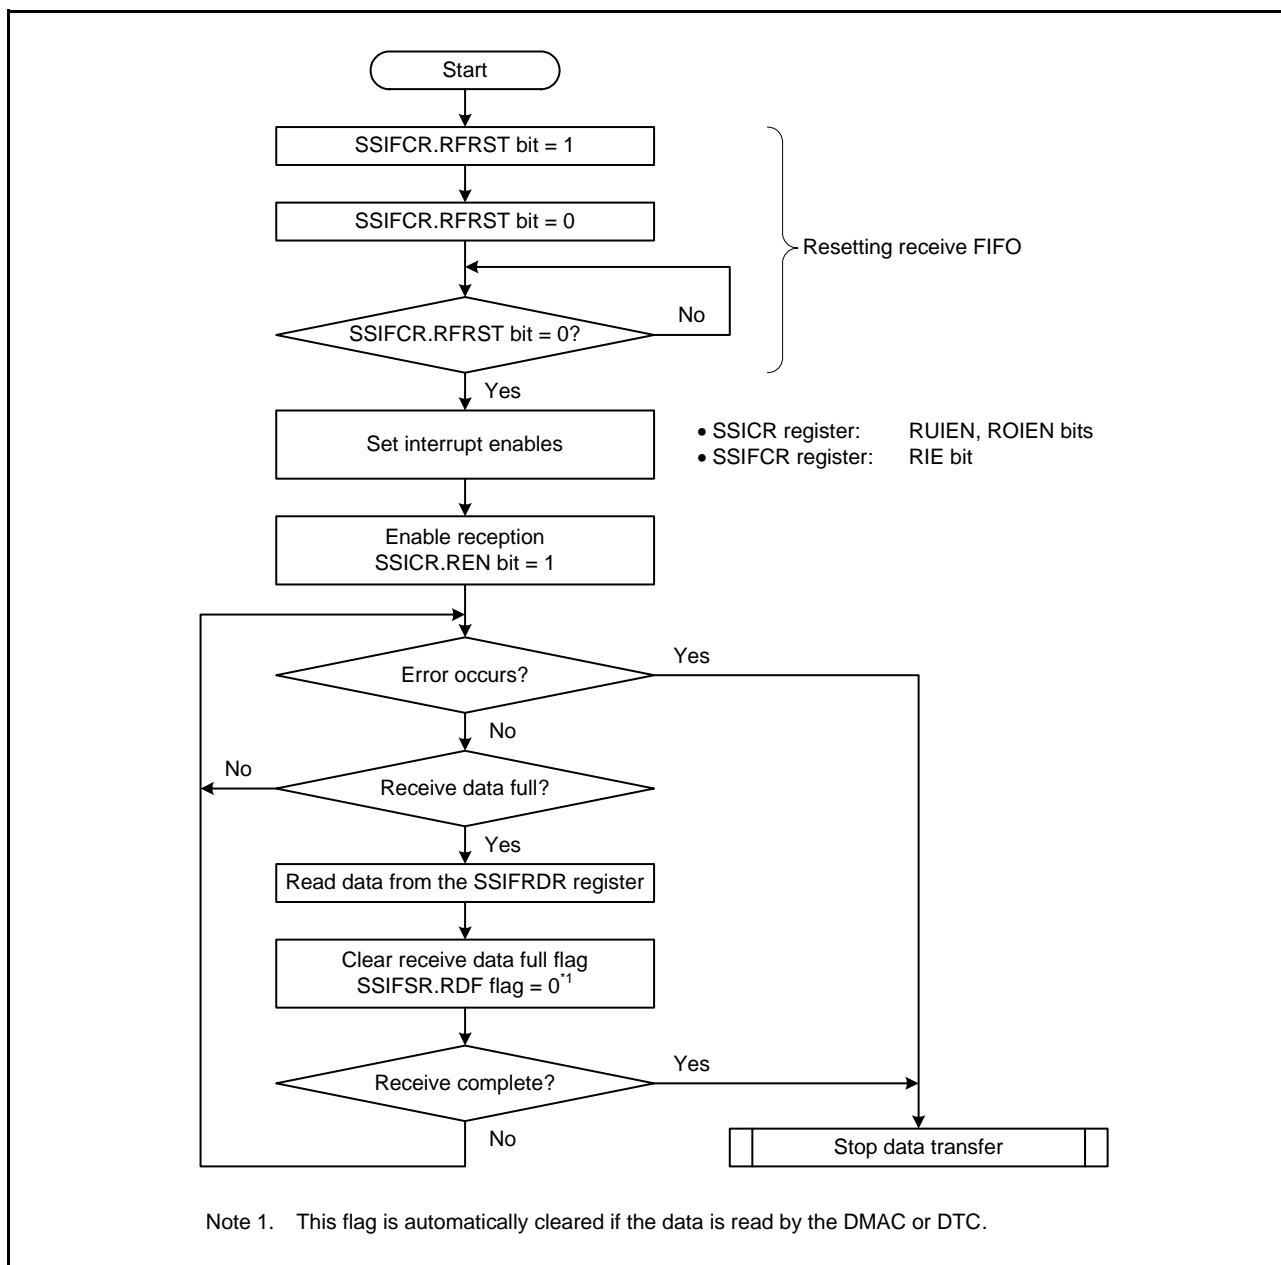 Start
SSIFCR.RFRST bit = 1
SSIFCR.RFRST bit = 0
Resetting receive FIFO
No
SSIFCR.RFRST bit = 0?
Yes
Set interrupt enables
• SSICR register: RUIEN, ROIEN bits
• SSIFCR register: RIE bit
Enable reception
SSICR.REN bit = 1
Yes
Error occurs?
No
No
Receive data full?
Yes
Read data from the SSIFRDR register
Clear receive data full flag
SSIFSR.RDF flag = 0*1
Yes
Receive complete?
No
Stop data transfer
Note 1. This flag is automatically cleared if the data is read by the DMAC or DTC.